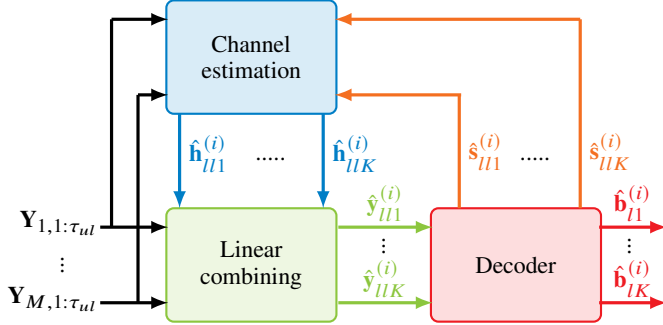 Channel
estimation
ĥ_{ll1}^{(i)} ..... ĥ_{llK}^{(i)}
ŝ_{ll1}^{(i)} ..... ŝ_{llK}^{(i)}
Y_{1,1:τ_{ul}}
⋮
Y_{M,1:τ_{ul}}
Linear
combining
ŷ_{ll1}^{(i)}
⋮
ŷ_{llK}^{(i)}
Decoder
b̂_{l1}^{(i)}
⋮
b̂_{lK}^{(i)}